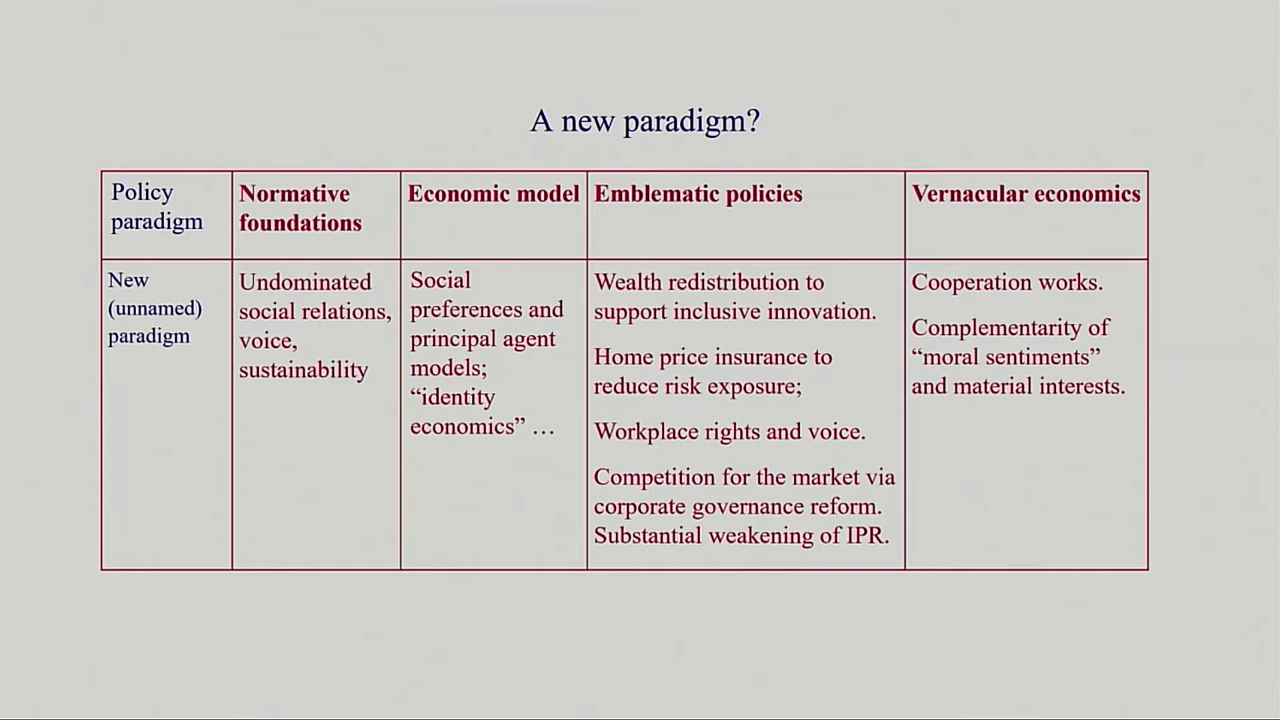 A new paradigm?
Policy
paradigm
Normative
foundations
Economic model
Emblematic policies
Vernacular economics
New
(unnamed)
paradigm
Undominated
social relations,
voice,
sustainability
Social
preferences and
principal agent
models;
“identity
economics” …
Wealth redistribution to
support inclusive innovation.
Home price insurance to
reduce risk exposure;
Workplace rights and voice.
Competition for the market via
corporate governance reform.
Substantial weakening of IPR.
Cooperation works.
Complementarity of
“moral sentiments”
and material interests.